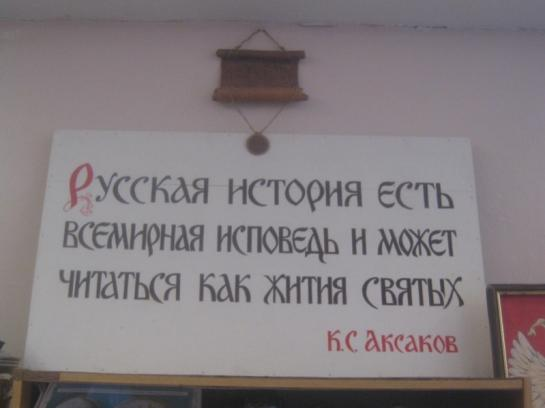 Русская история есть
всемирная исповедь и может
читаться как жития святых
К.С. Аксаков